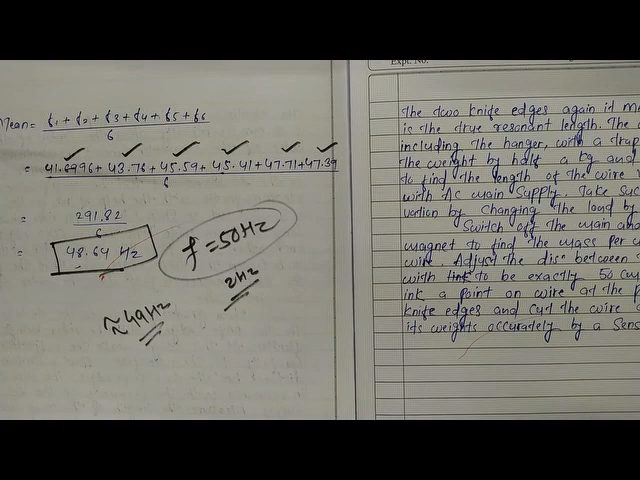 Mean = f1 + f2 + f3 + f4 + f5 + f6
6
= 41.6996 + 43.76 + 45.59 + 45.41 + 47.71 + 47.39
6
= 291.82
6
= 48.64 Hz
f = 50Hz
2Hz
≈ 49Hz
Expt. No.
The two knife edges again it m
is the true resonant length. The
including the hanger, with a
the weight by half a kg and
to find the length of the wire
with Ac main Supply. Take suc
vation by changing the load by
Switch off the main and
magnet to find the mass per
wire. Adjust the between
with to be exactly 50
ink a point on wire at the
knife edges and cut the wire
its weights accurately by a Sens